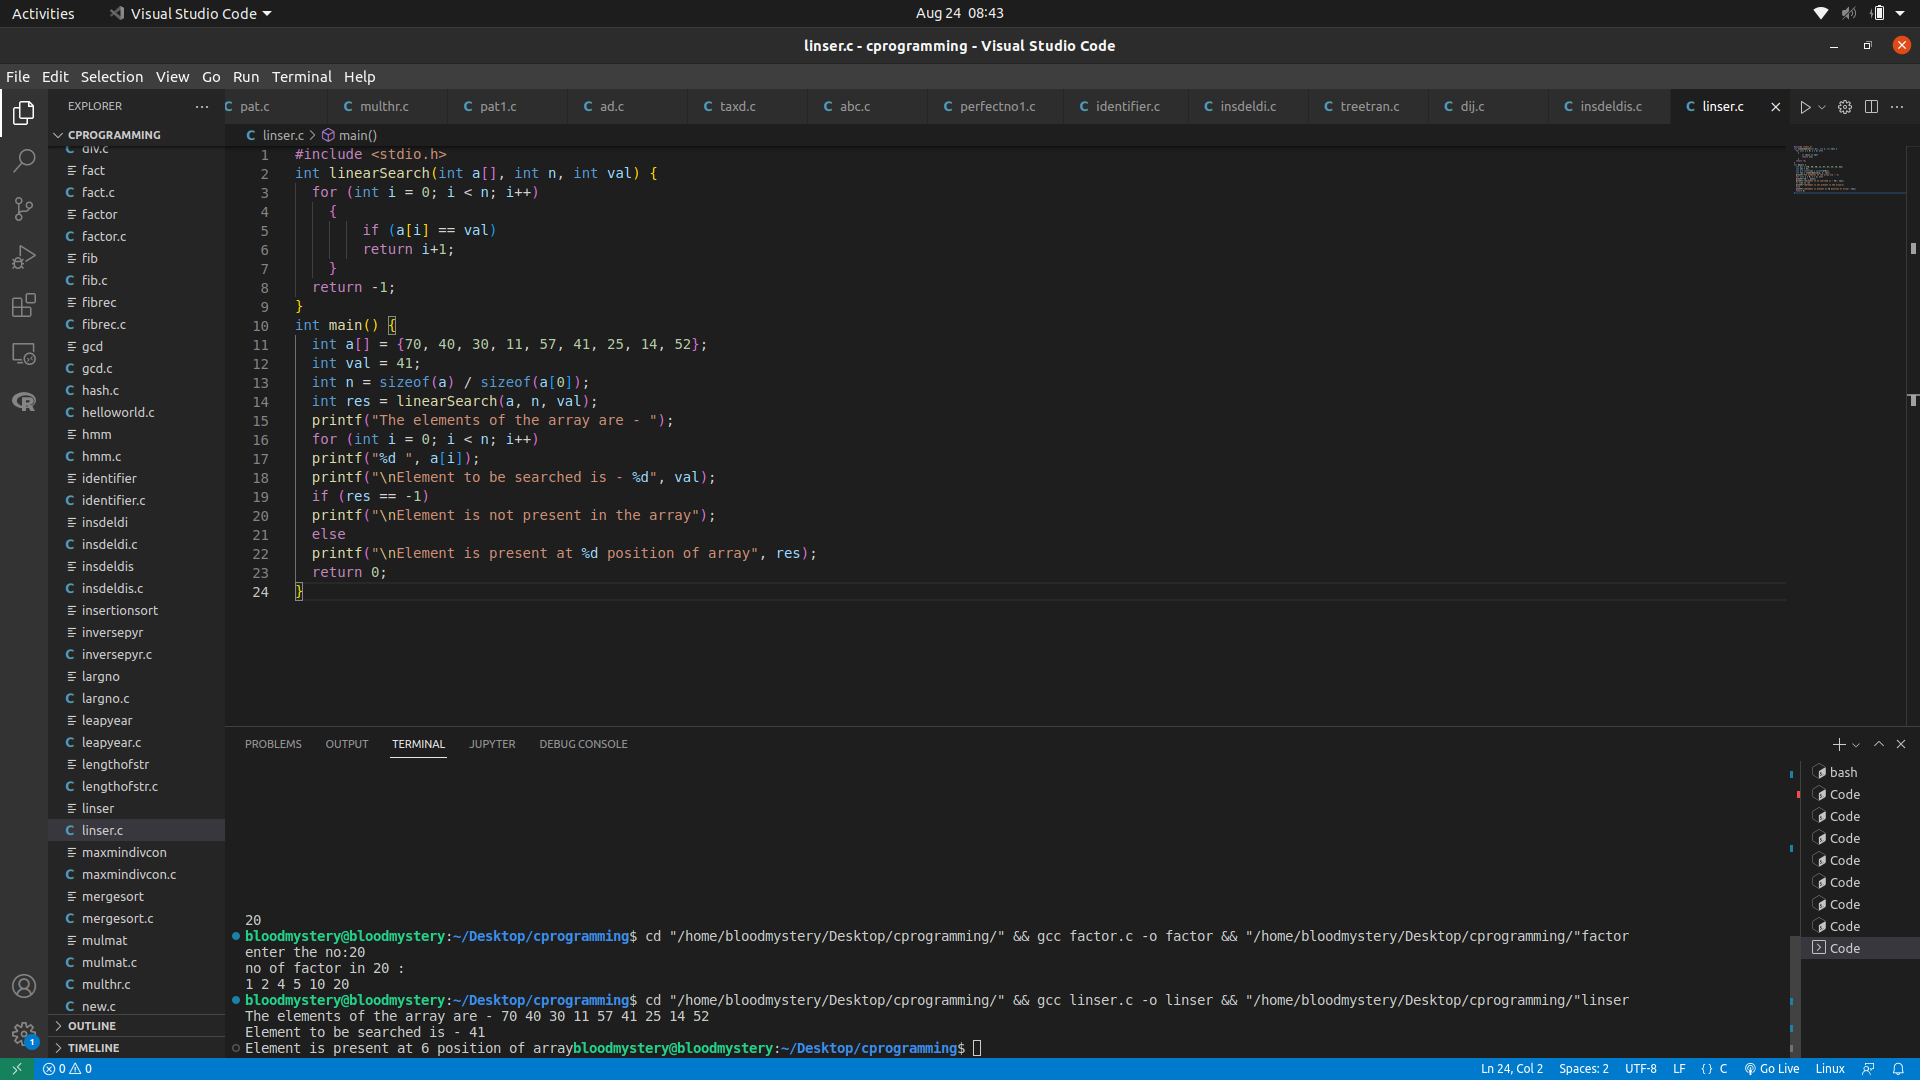 Activities
Visual Studio Code
Aug 24 08:43
linser.c - cprogramming - Visual Studio Code
File Edit Selection View Go Run Terminal Help
EXPLORER
CPROGRAMMING
div.c
fact
fact.c
factor
factor.c
fib
fib.c
fibrec
fibrec.c
gcd
gcd.c
hash.c
helloworld.c
hmm
hmm.c
identifier
identifier.c
insdeldi
insdeldi.c
insdeldis
insdeldis.c
insertionsort
inversepyr
inversepyr.c
largno
largno.c
leapyear
leapyear.c
lengthofstr
lengthofstr.c
linser
linser.c
maxmindivcon
maxmindivcon.c
mergesort
mergesort.c
mulmat
mulmat.c
multhr.c
new.c
OUTLINE
TIMELINE
C pat.c C multhr.c C pat1.c C ad.c C taxd.c C abc.c C perfectno1.c C identifier.c C insdeldi.c C treetran.c C dij.c C insdeldis.c C linser.c
C linser.c > main()
1 #include <stdio.h>
2 int linearSearch(int a[], int n, int val) {
3 for (int i = 0; i < n; i++)
4 {
5 if (a[i] == val)
6 return i+1;
7 }
8 return -1;
9 }
10 int main() {
11 int a[] = {70, 40, 30, 11, 57, 41, 25, 14, 52};
12 int val = 41;
13 int n = sizeof(a) / sizeof(a[0]);
14 int res = linearSearch(a, n, val);
15 printf("The elements of the array are - ");
16 for (int i = 0; i < n; i++)
17 printf("%d ", a[i]);
18 printf("\nElement to be searched is - %d", val);
19 if (res == -1)
20 printf("\nElement is not present in the array");
21 else
22 printf("\nElement is present at %d position of array", res);
23 return 0;
24 }
PROBLEMS OUTPUT TERMINAL JUPYTER DEBUG CONSOLE
20
bloodmystery@bloodmystery:~/Desktop/cprogramming$ cd "/home/bloodmystery/Desktop/cprogramming/" && gcc factor.c -o factor && "/home/bloodmystery/Desktop/cprogramming/"factor
enter the no:20
no of factor in 20 :
1 2 4 5 10 20
bloodmystery@bloodmystery:~/Desktop/cprogramming$ cd "/home/bloodmystery/Desktop/cprogramming/" && gcc linser.c -o linser && "/home/bloodmystery/Desktop/cprogramming/"linser
The elements of the array are - 70 40 30 11 57 41 25 14 52
Element to be searched is - 41
Element is present at 6 position of arraybloodmystery@bloodmystery:~/Desktop/cprogramming$
bash
Code
Code
Code
Code
Code
Code
Code
Code
1
0 0
Ln 24, Col 2 Spaces: 2 UTF-8 LF {} C Go Live Linux